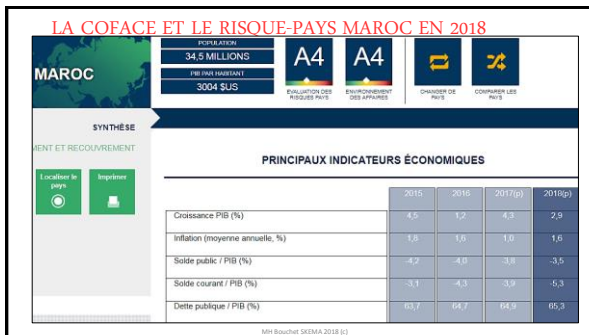 LA COFACE ET LE RISQUE-PAYS MAROC EN 2018
MAROC
POPULATION
34,5 MILLIONS
PIB PAR HABITANT
3004 $US
A4
EVALUATION DES
RISQUES PAYS
A4
ENVIRONNEMENT
DES AFFAIRES
CHANGER DE
PAYS
COMPARER LES
PAYS
SYNTHÈSE
MENT ET RECOUVREMENT
Localiser le
pays
Imprimer
PRINCIPAUX INDICATEURS ÉCONOMIQUES
2015 2016 2017(p) 2018(p)
Croissance PIB (%) 4,5 1,2 4,3 2,9
Inflation (moyenne annuelle, %) 1,6 1,6 1,0 1,6
Solde public / PIB (%) -4,2 -4,0 -3,8 -3,5
Solde courant / PIB (%) -3,1 -4,3 -3,9 -5,3
Dette publique / PIB (%) 63,7 64,7 64,9 65,3
MH Bouchet SKEMA 2018 (c)